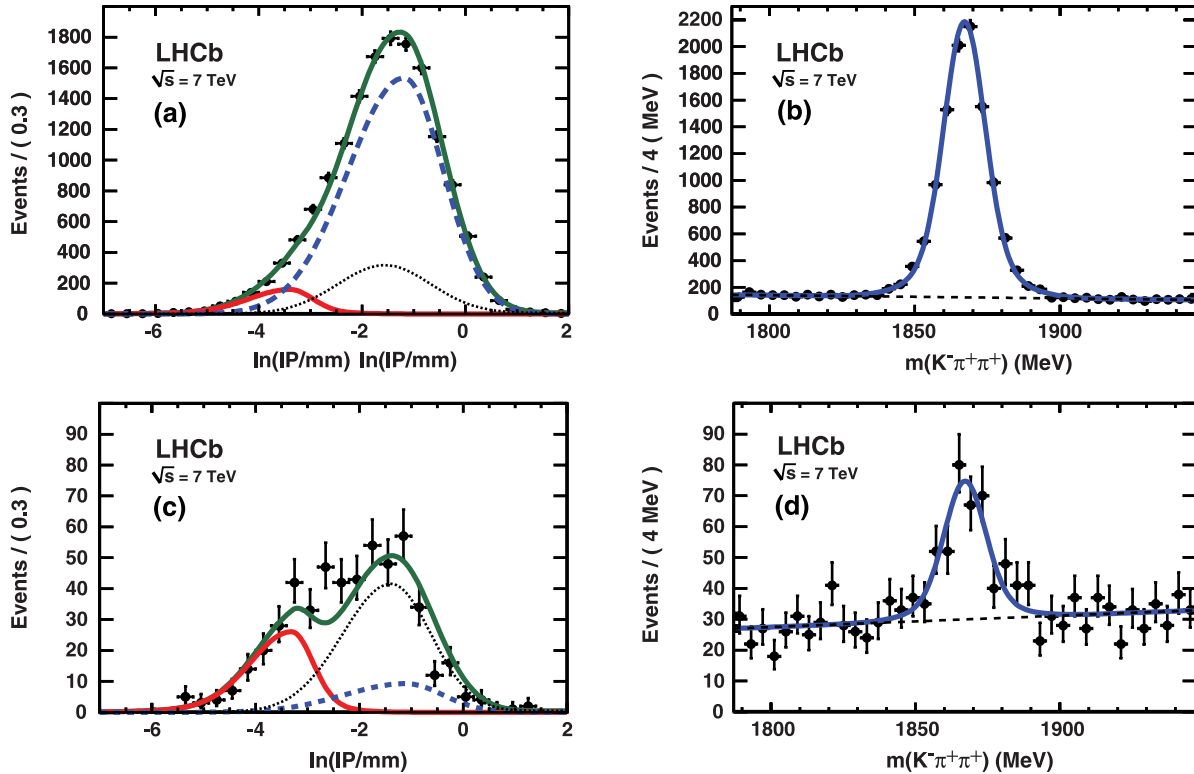 LHCb
√s = 7 TeV
(a)
Events / ( 0.3 )
1800
1600
1400
1200
1000
800
600
400
200
0
-6 -4 -2 0 2
ln(IP/mm) ln(IP/mm)
LHCb
√s = 7 TeV
(b)
Events / 4 ( MeV )
2200
2000
1800
1600
1400
1200
1000
800
600
400
200
0
1800 1850 1900
m(K⁻π⁺π⁺) (MeV)
LHCb
√s = 7 TeV
(c)
Events / ( 0.3 )
90
80
70
60
50
40
30
20
10
0
-6 -4 -2 0 2
ln(IP/mm)
LHCb
√s = 7 TeV
(d)
Events / ( 4 MeV )
90
80
70
60
50
40
30
20
10
0
1800 1850 1900
m(K⁻π⁺π⁺) (MeV)